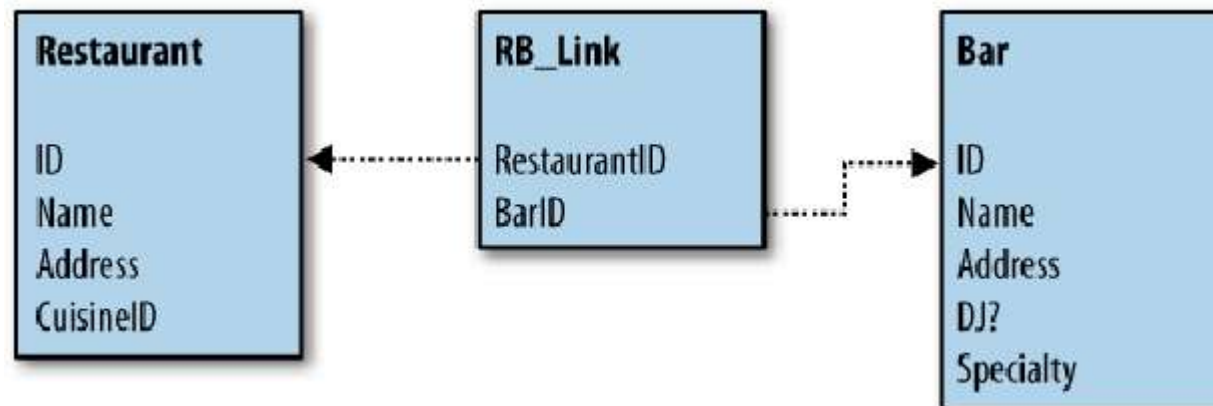 Restaurant
ID
Name
Address
CuisineID
RB_Link
RestaurantID
BarID
Bar
ID
Name
Address
DJ?
Specialty